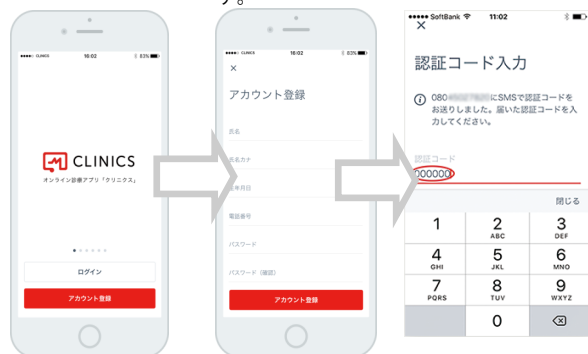 す。
CLINICS 16:02 83%
CLINICS
オンライン診療アプリ「クリニクス」
ログイン
アカウント登録
CLINICS 16:02 83%
×
アカウント登録
氏名
氏名カナ
年月日
電話番号
パスワード
パスワード（確認）
アカウント登録
SoftBank 11:02
×
認証コード入力
080 にSMSで認証コードを
お送りしました。届いた認証コードを入
力してください。
認証コード
000000
閉じる
1
2 ABC
3 DEF
4 GHI
5 JKL
6 MNO
7 PQRS
8 TUV
9 WXYZ
0